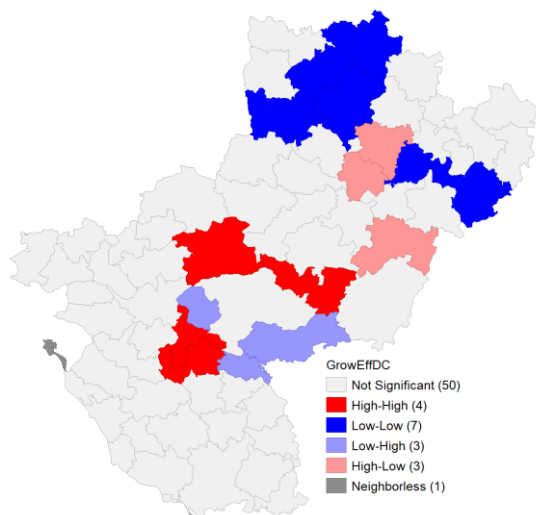 GrowEffDC
Not Significant (50)
High-High (4)
Low-Low (7)
Low-High (3)
High-Low (3)
Neighborless (1)